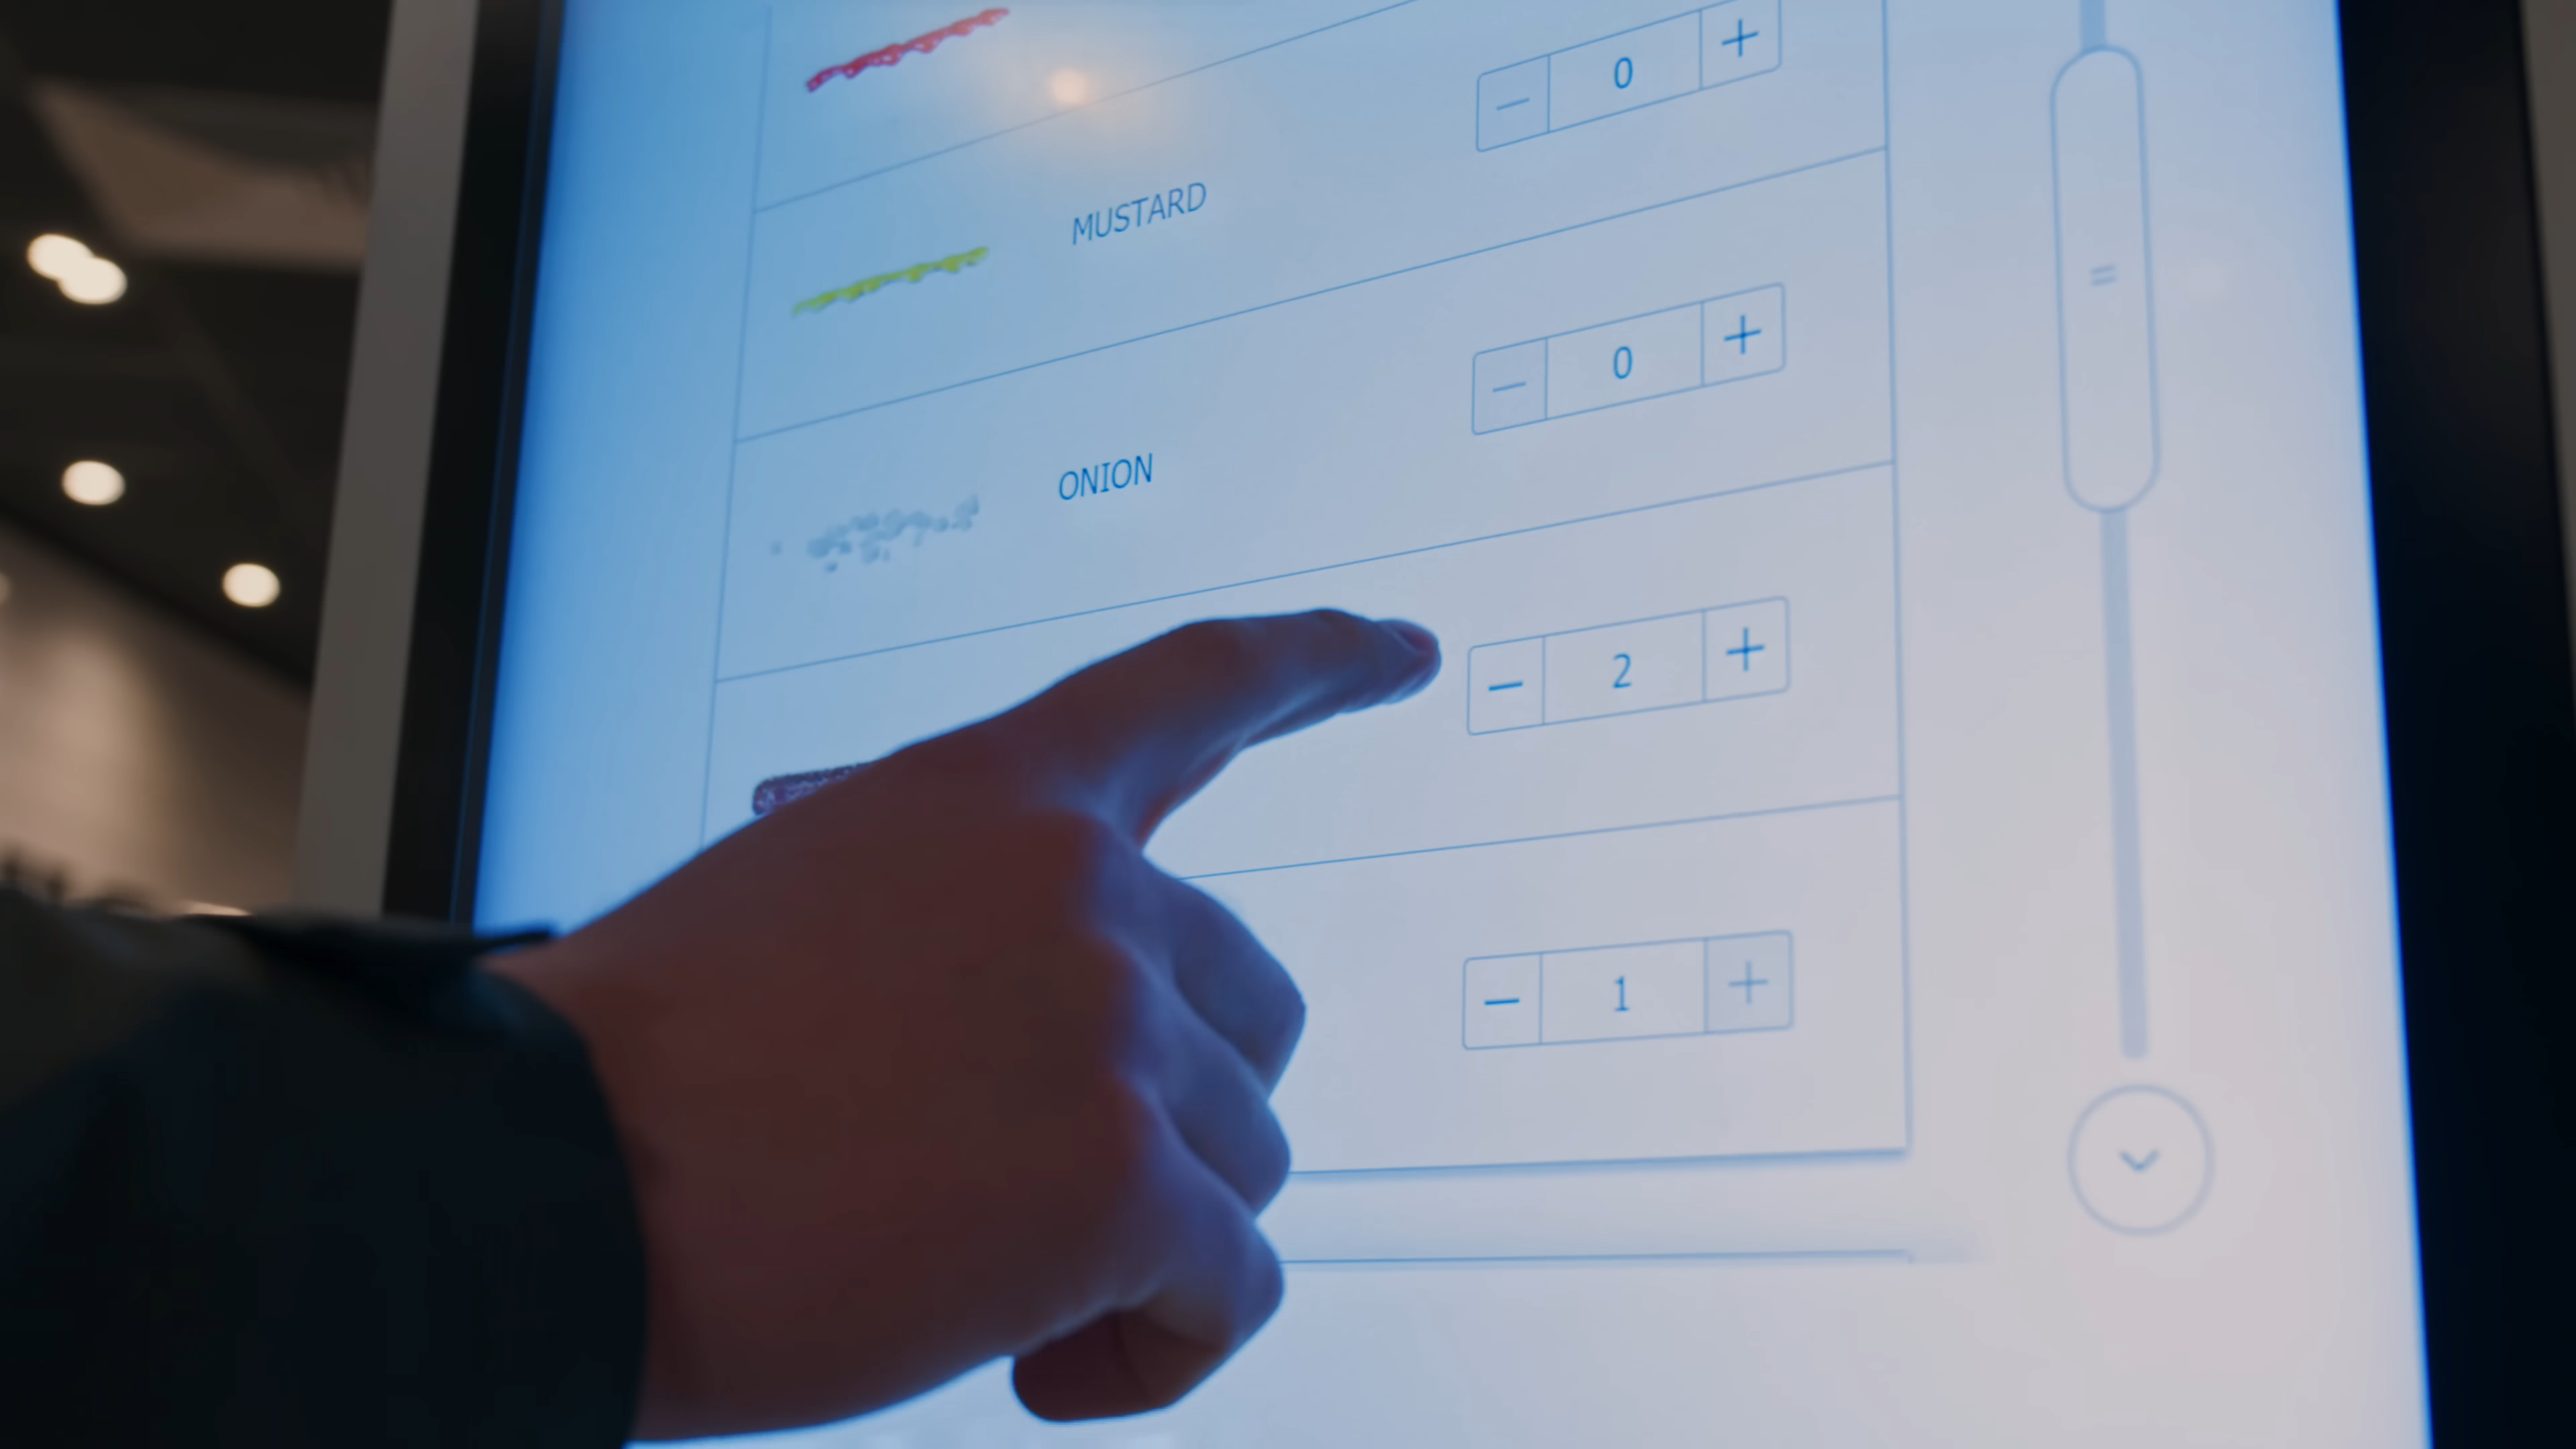 − 0 +
MUSTARD
− 0 +
ONION
− 2 +
− 1 +